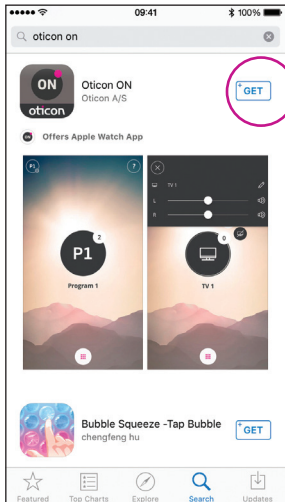 09:41
100%
oticon on
ON
oticon
Oticon ON
Oticon A/S
+GET
Offers Apple Watch App
P1
?
2
P1
Program 1
TV 1
L
R
0
TV 1
Bubble Squeeze -Tap Bubble
chengfeng hu
+GET
Featured
Top Charts
Explore
Search
Updates